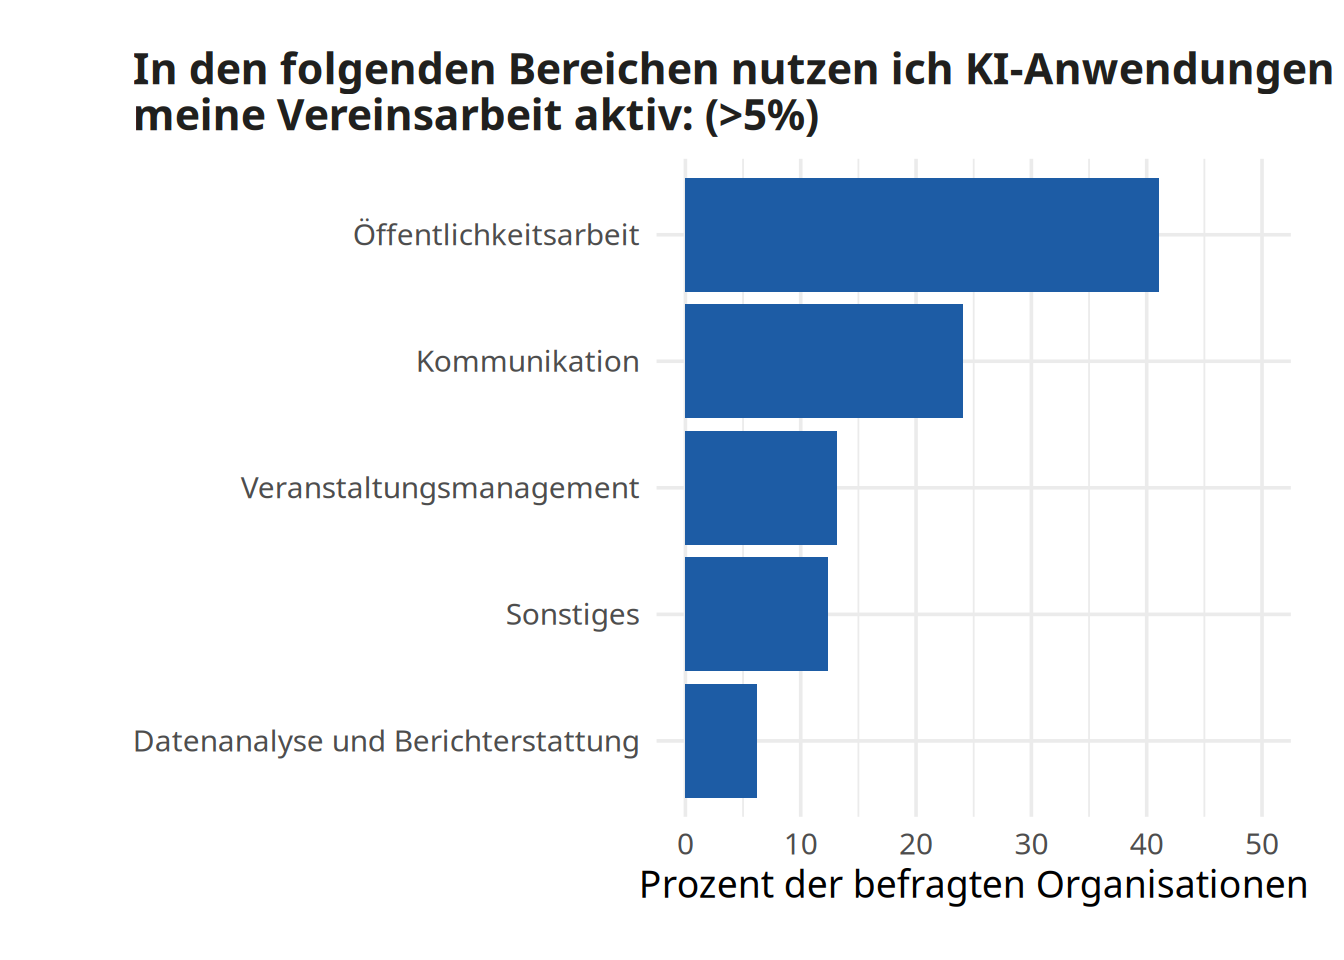 In den folgenden Bereichen nutzen ich KI-Anwendungen
meine Vereinsarbeit aktiv: (>5%)
Öffentlichkeitsarbeit
Kommunikation
Veranstaltungsmanagement
Sonstiges
Datenanalyse und Berichterstattung
0 10 20 30 40 50
Prozent der befragten Organisationen